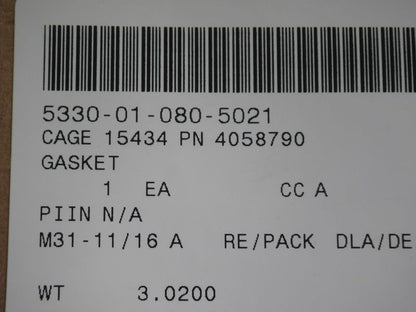 5330-01-080-5021
CAGE 15434 PN 4058790
GASKET
1 EA CC A
PIIN N/A
M31-11/16 A RE/PACK DLA/DE
WT 3.0200